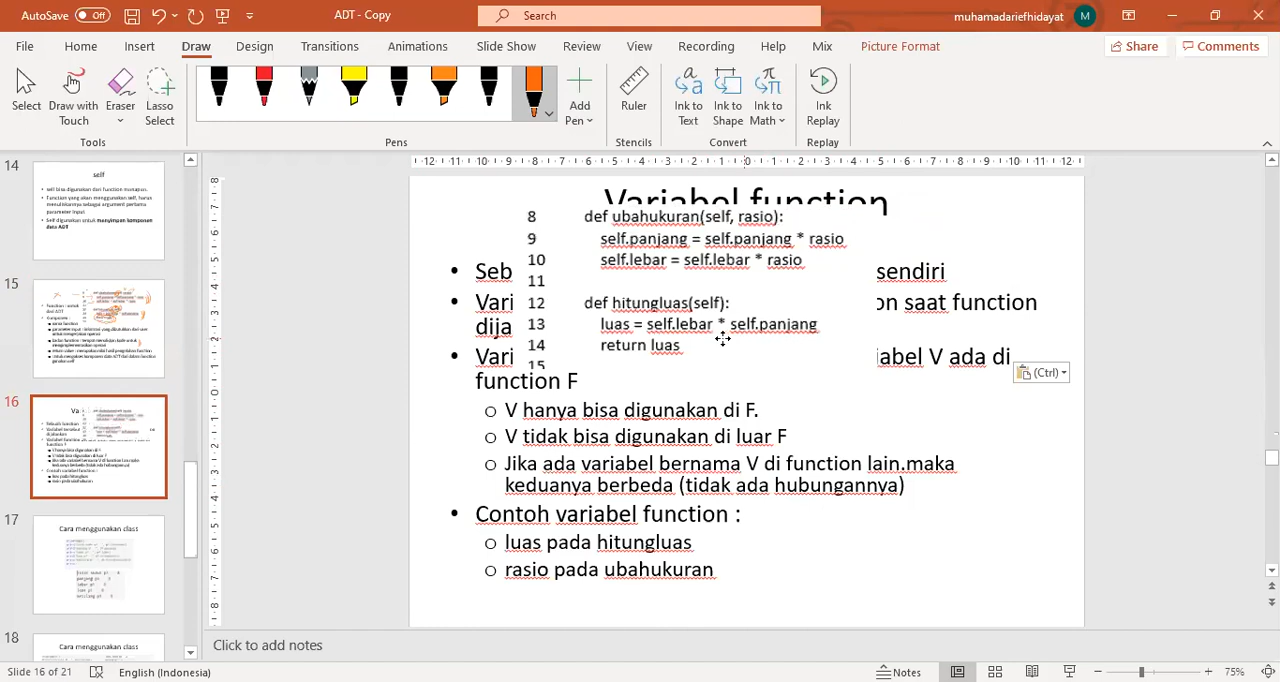 AutoSave Off
ADT - Copy
Search
muhamadariefhidayat M
File Home Insert Draw Design Transitions Animations Slide Show Review View Recording Help Mix Picture Format
Share Comments
Select
Draw with Touch
Eraser
Lasso Select
Add Pen
Ruler
Ink to Text
Ink to Shape
Ink to Math
Ink Replay
Tools Pens Stencils Convert Replay
14
self
15
16
17
Cara menggunakan class
18
Cara menggunakan class
Variabel function
8 def ubahukuran(self, rasio):
9 self.panjang = self.panjang * rasio
10 self.lebar = self.lebar * rasio
11
12 def hitungluas(self):
13 luas = self.lebar * self.panjang
14 return luas
15
• Seb sendiri
• Vari on saat function
dija
• Vari iabel V ada di
function F
o V hanya bisa digunakan di F.
o V tidak bisa digunakan di luar F
o Jika ada variabel bernama V di function lain.maka
keduanya berbeda (tidak ada hubungannya)
• Contoh variabel function :
o luas pada hitungluas
o rasio pada ubahukuran
(Ctrl)
Click to add notes
Slide 16 of 21 English (Indonesia) Notes 75%